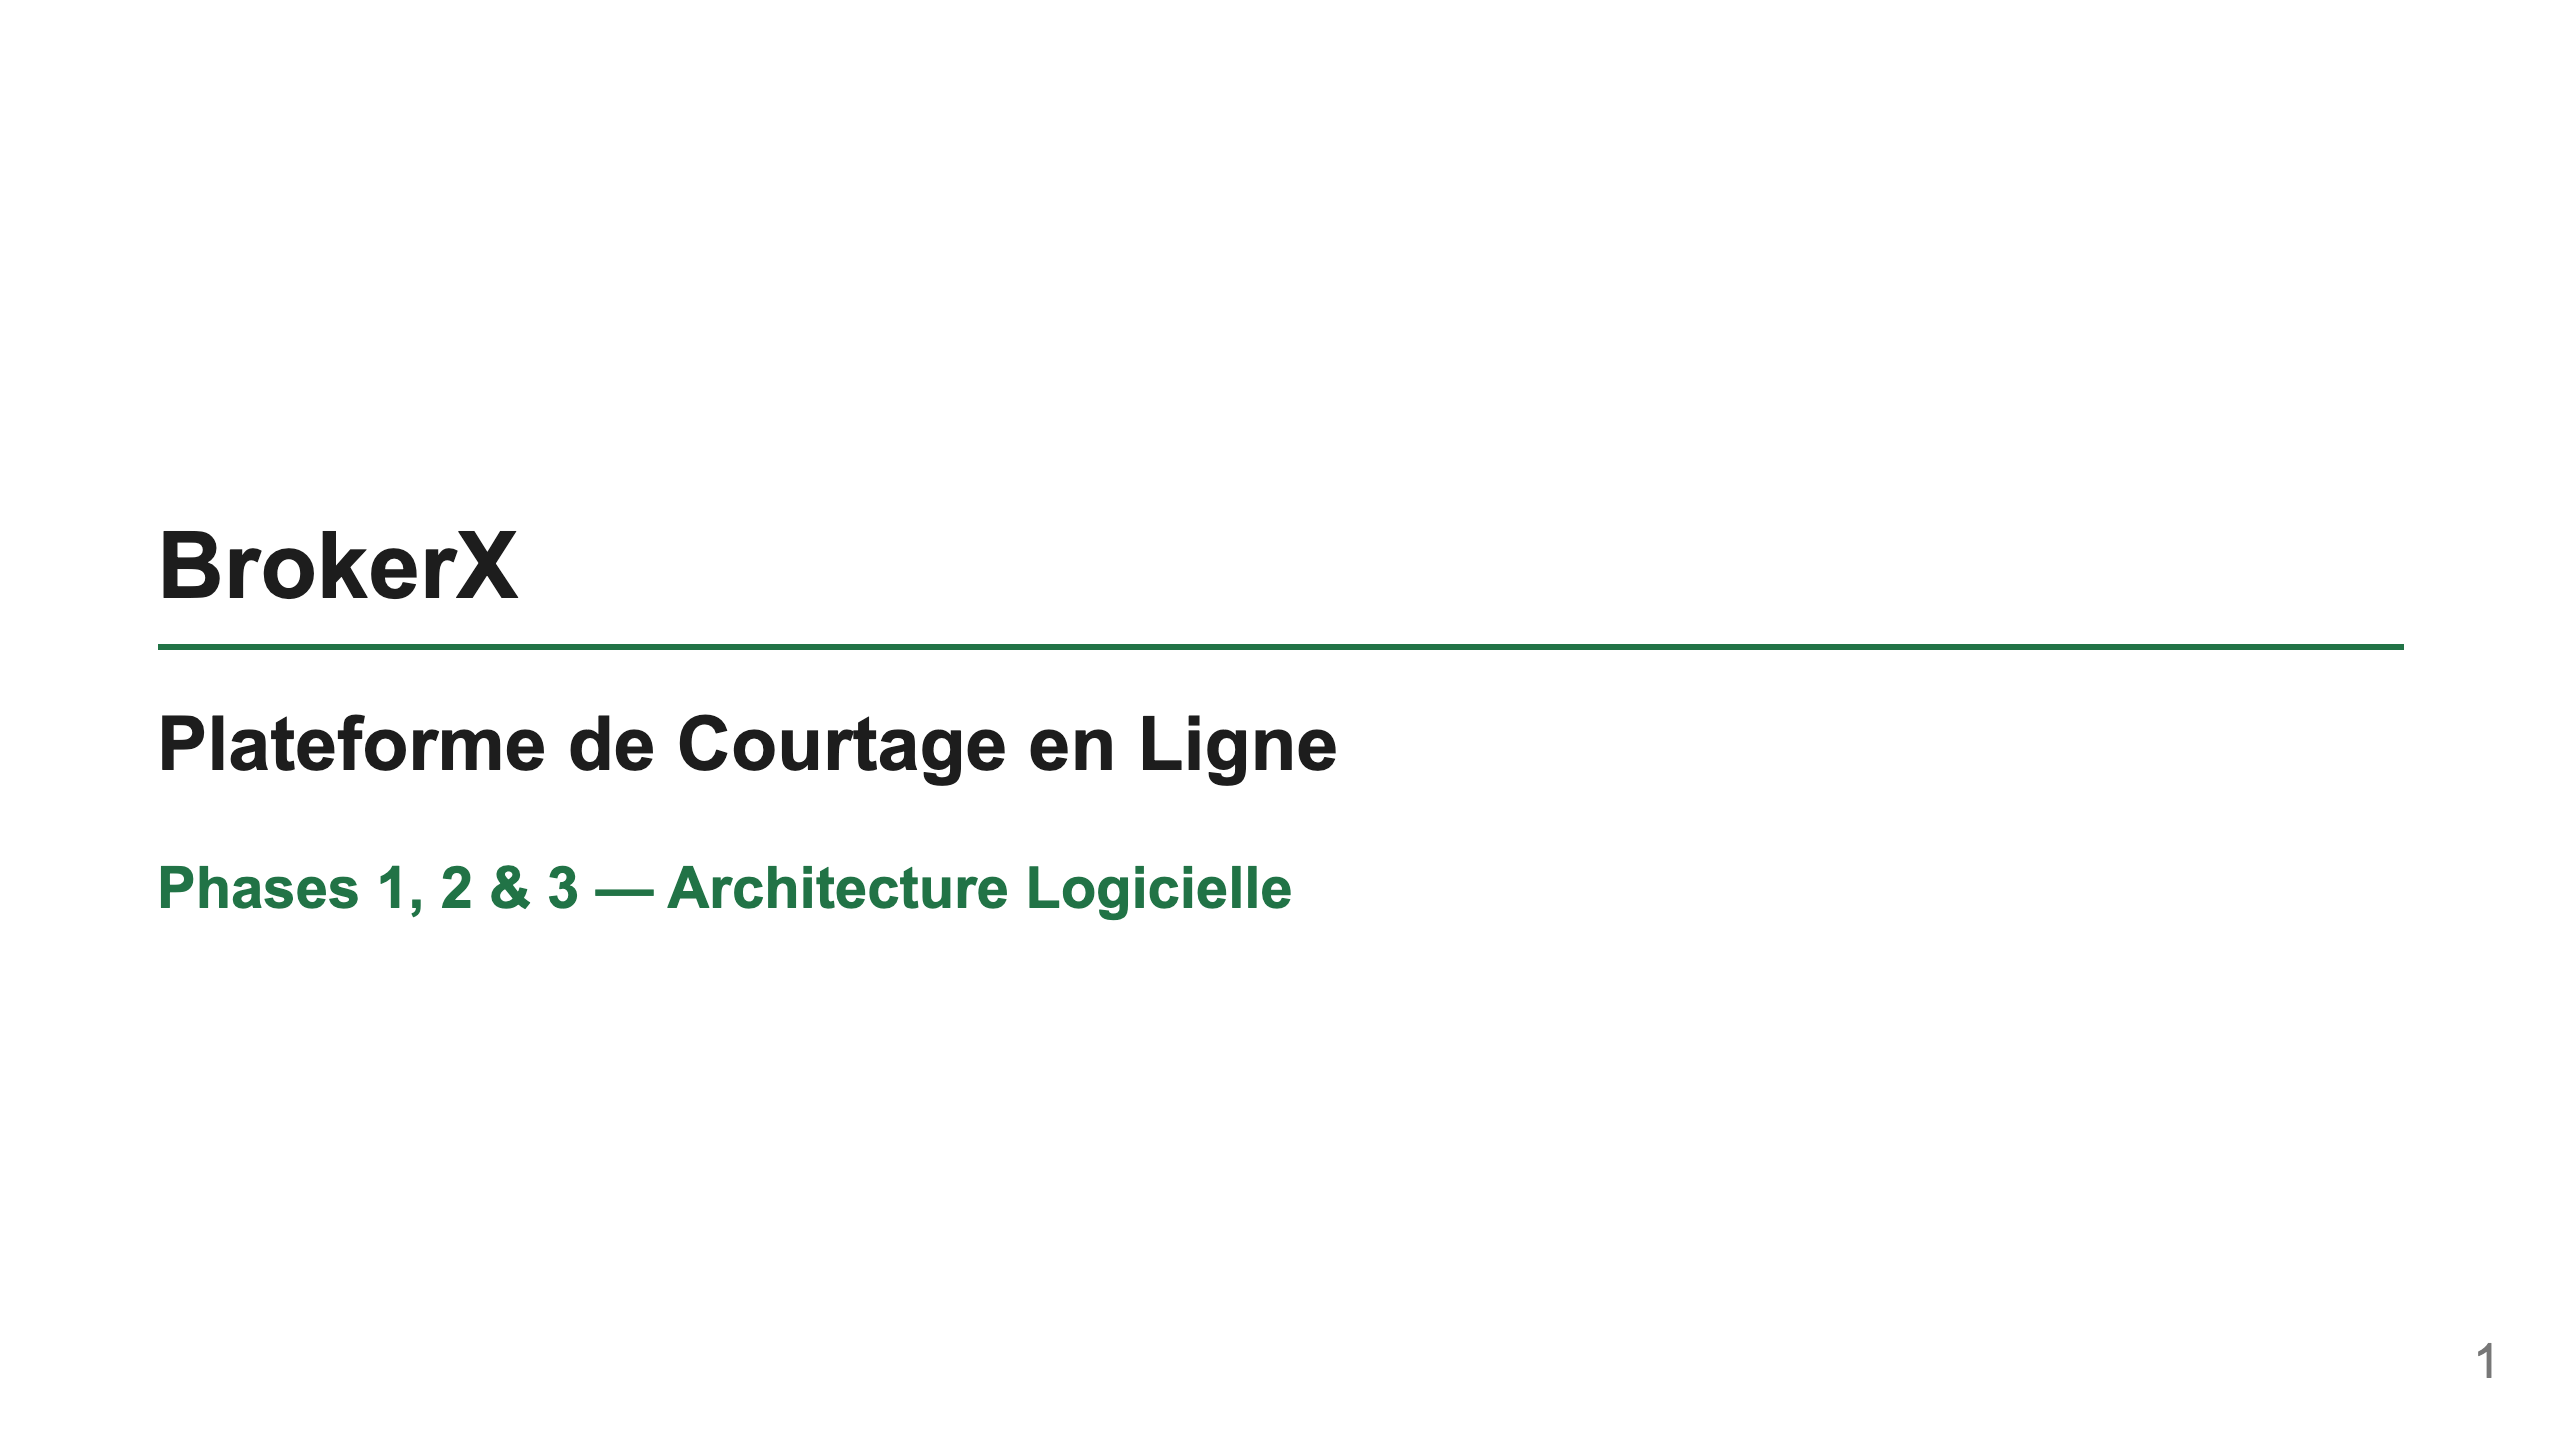 BrokerX
Plateforme de Courtage en Ligne
Phases 1, 2 & 3 — Architecture Logicielle
1